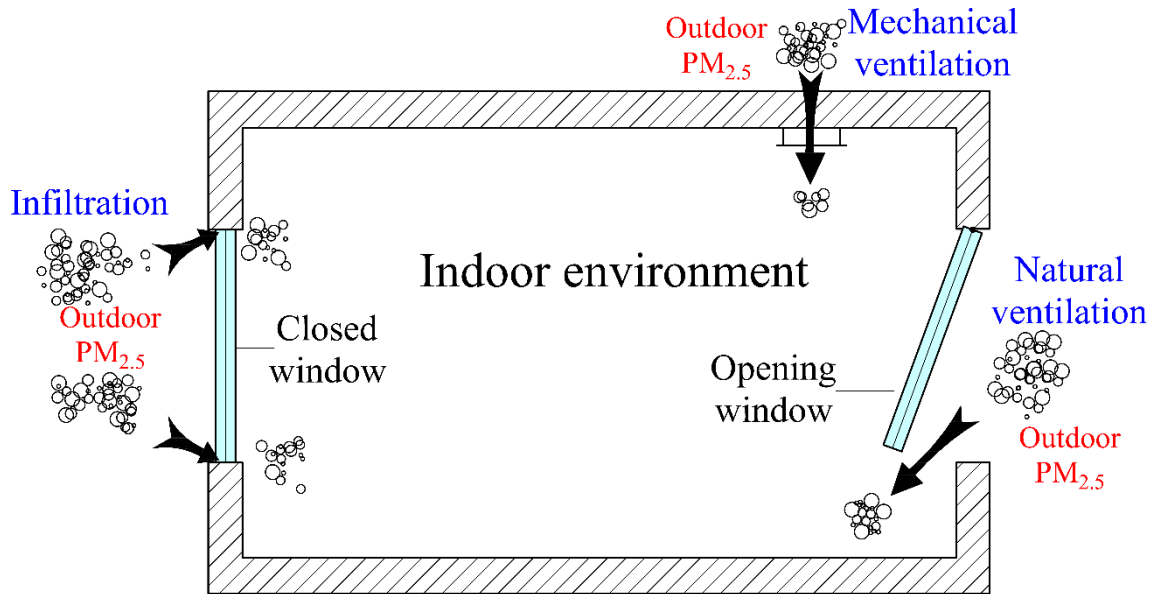 Outdoor
PM2.5
Mechanical
ventilation
Infiltration
Outdoor
PM2.5
Closed
window
Indoor environment
Natural
ventilation
Opening
window
Outdoor
PM2.5